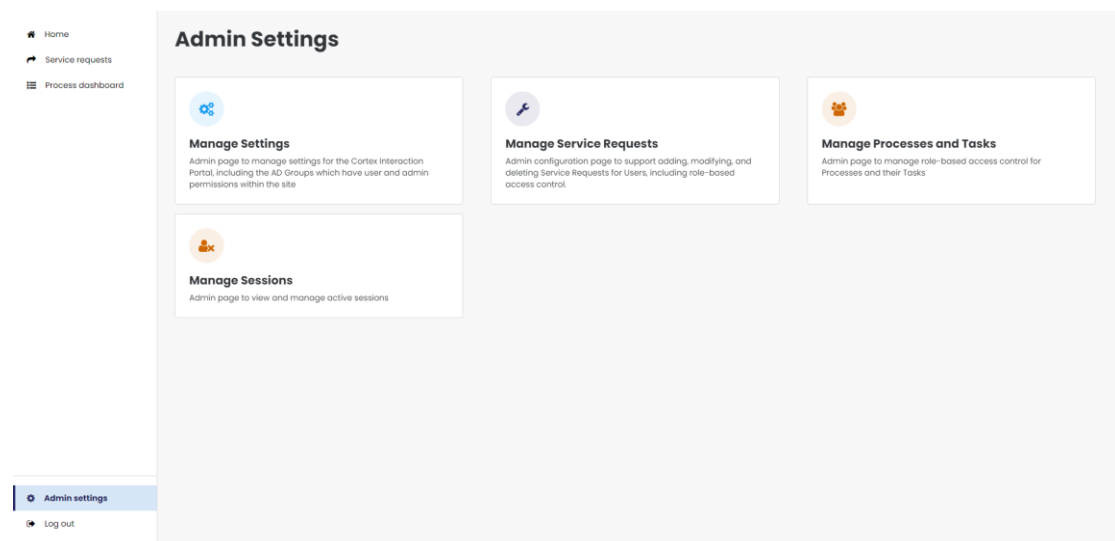 Home
Service requests
Process dashboard
Admin settings
Log out
Admin Settings
Manage Settings
Admin page to manage settings for the Cortex Interaction
Portal, including the AD Groups which have user and admin
permissions within the site
Manage Service Requests
Admin configuration page to support adding, modifying, and
deleting Service Requests for Users, including role-based
access control.
Manage Processes and Tasks
Admin page to manage role-based access control for
Processes and their Tasks
Manage Sessions
Admin page to view and manage active sessions